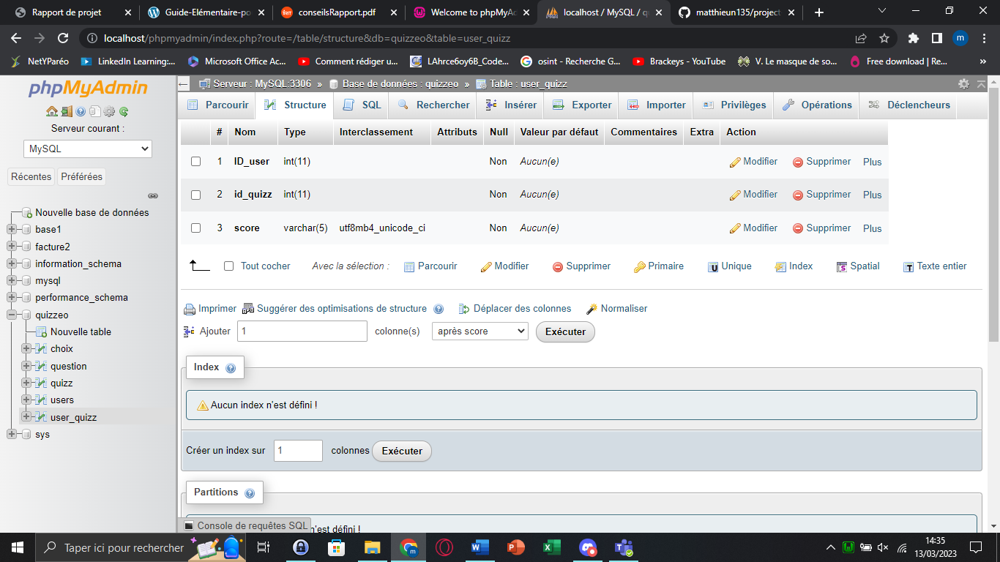 Rapport de projet
Guide-Elémentaire-po
conseilsRapport.pdf
Welcome to phpMyA
localhost / MySQL / q
matthieun135/project
localhost/phpmyadmin/index.php?route=/table/structure&db=quizzeo&table=user_quizz
m
NetYParéo
LinkedIn Learning:...
Microsoft Office Ac...
Comment rédiger u...
LAhrce6oy6B_Code...
osint - Recherche G...
Brackeys - YouTube
V. Le masque de so...
Free download | Re...
»
phpMyAdmin
Serveur courant :
MySQL
Récentes Préférées
Nouvelle base de données
base1
facture2
information_schema
mysql
performance_schema
quizzeo
Nouvelle table
choix
question
quizz
users
user_quizz
sys
Serveur : MySQL:3306 » Base de données : quizzeo » Table : user_quizz
Parcourir Structure SQL Rechercher Insérer Exporter Importer Privilèges Opérations Déclencheurs
# Nom Type Interclassement Attributs Null Valeur par défaut Commentaires Extra Action
1 ID_user int(11) Non Aucun(e) Modifier Supprimer Plus
2 id_quizz int(11) Non Aucun(e) Modifier Supprimer Plus
3 score varchar(5) utf8mb4_unicode_ci Non Aucun(e) Modifier Supprimer Plus
Tout cocher Avec la sélection : Parcourir Modifier Supprimer Primaire Unique Index Spatial Texte entier
Imprimer Suggérer des optimisations de structure Déplacer des colonnes Normaliser
Ajouter 1 colonne(s) après score Exécuter
Index
Aucun index n'est défini !
Créer un index sur 1 colonnes Exécuter
Partitions
Console de requêtes SQL n'est défini !
Taper ici pour rechercher
14:35
13/03/2023